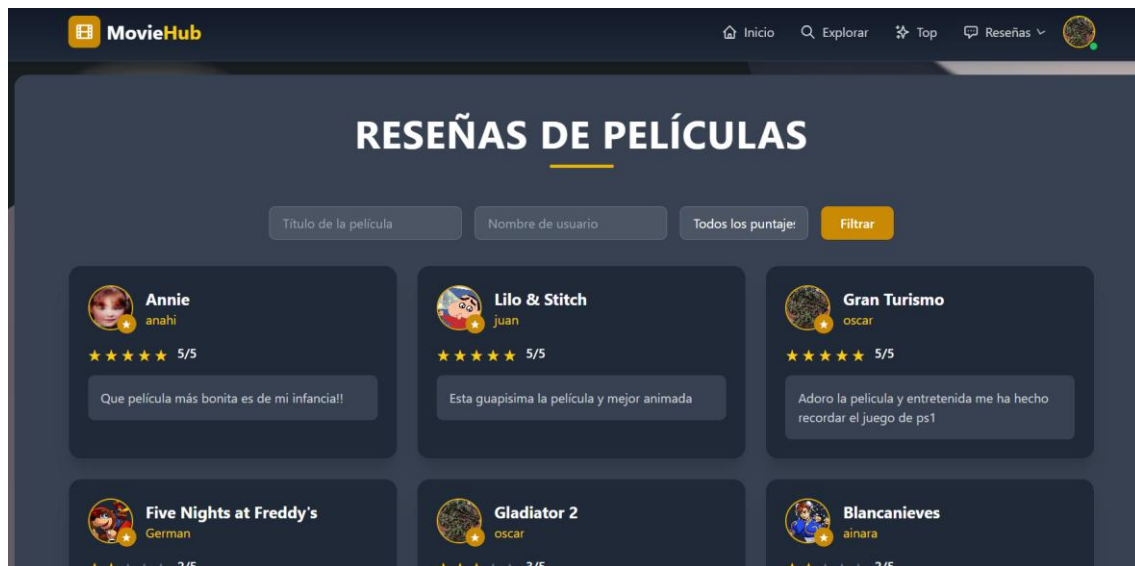 MovieHub
Inicio
Explorar
Top
Reseñas
RESEÑAS DE PELÍCULAS
Título de la película
Nombre de usuario
Todos los puntaje
Filtrar
Annie
anahi
5/5
Que película más bonita es de mi infancia!!
Lilo & Stitch
juan
5/5
Esta guapisima la película y mejor animada
Gran Turismo
oscar
5/5
Adoro la pelicula y entretenida me ha hecho
recordar el juego de ps1
Five Nights at Freddy's
German
Gladiator 2
oscar
Blancanieves
ainara